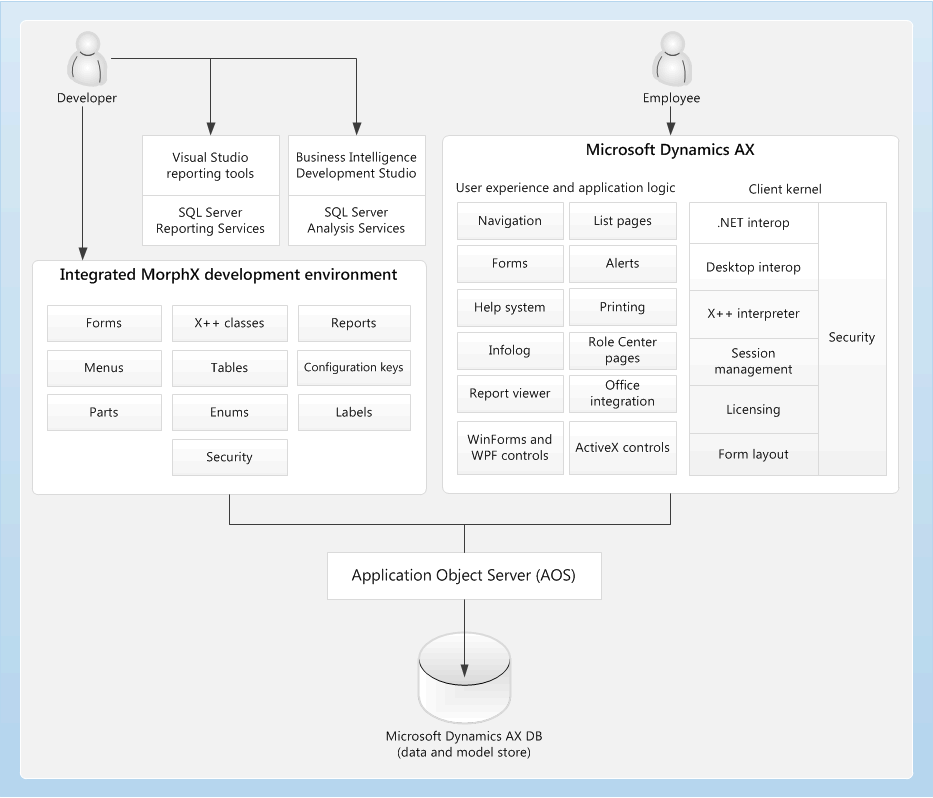 Developer
Employee
Visual Studio
reporting tools
SQL Server
Reporting Services
Business Intelligence
Development Studio
SQL Server
Analysis Services
Integrated MorphX development environment
Forms
X++ classes
Reports
Menus
Tables
Configuration keys
Parts
Enums
Labels
Security
Microsoft Dynamics AX
User experience and application logic
Navigation
List pages
Forms
Alerts
Help system
Printing
Infolog
Role Center
pages
Report viewer
Office
integration
WinForms and
WPF controls
ActiveX controls
Client kernel
.NET interop
Desktop interop
X++ interpreter
Session
management
Licensing
Form layout
Security
Application Object Server (AOS)
Microsoft Dynamics AX DB
(data and model store)